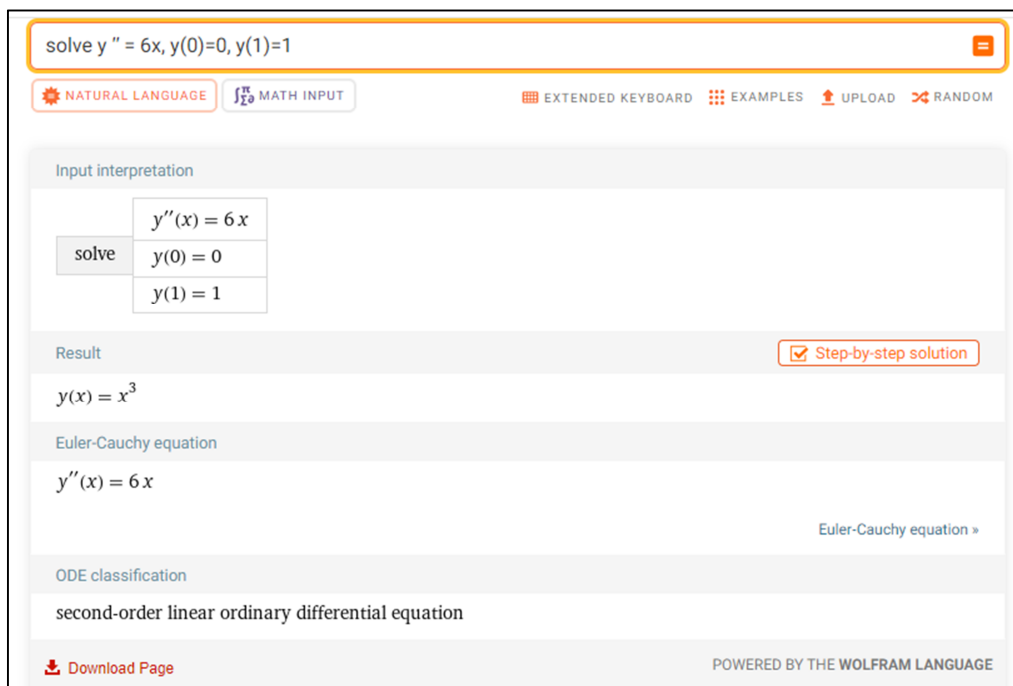 solve y ″ = 6x, y(0)=0, y(1)=1 =
NATURAL LANGUAGE MATH INPUT EXTENDED KEYBOARD EXAMPLES UPLOAD RANDOM
Input interpretation
y″(x) = 6 x
solve y(0) = 0
y(1) = 1
Result Step-by-step solution
y(x) = x³
Euler-Cauchy equation
y″(x) = 6 x
Euler-Cauchy equation »
ODE classification
second-order linear ordinary differential equation
Download Page POWERED BY THE WOLFRAM LANGUAGE